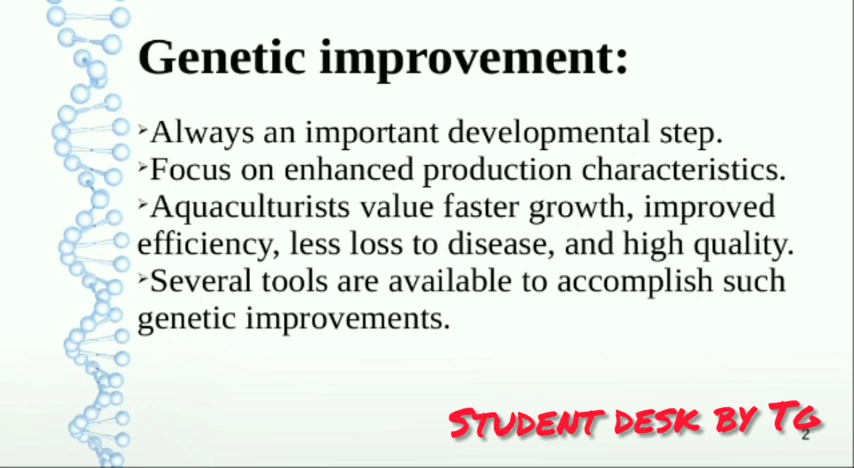 Genetic improvement:
➢Always an important developmental step.
➢Focus on enhanced production characteristics.
➢Aquaculturists value faster growth, improved
efficiency, less loss to disease, and high quality.
➢Several tools are available to accomplish such
genetic improvements.
STUDENT DESK BY TG
2